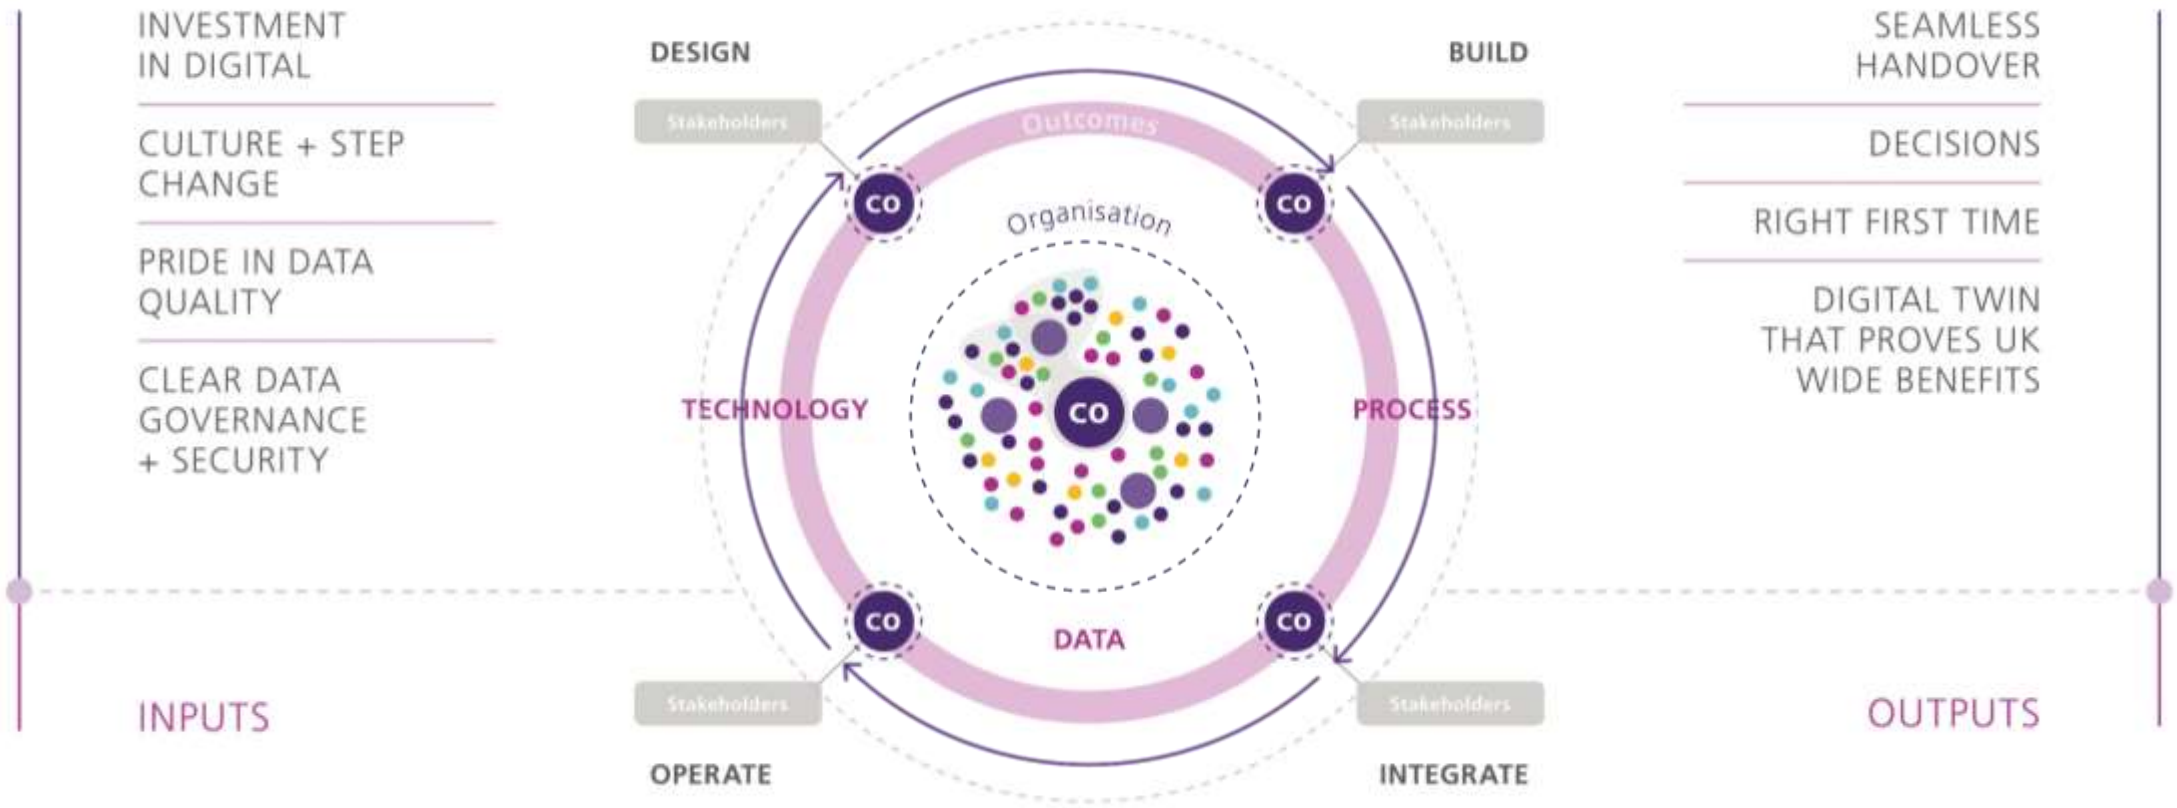 INVESTMENT
IN DIGITAL
CULTURE + STEP
CHANGE
PRIDE IN DATA
QUALITY
CLEAR DATA
GOVERNANCE
+ SECURITY
INPUTS
DESIGN
Stakeholders
BUILD
Stakeholders
Outcomes
CO
CO
Organisation
TECHNOLOGY
CO
PROCESS
CO
CO
DATA
Stakeholders
OPERATE
Stakeholders
INTEGRATE
SEAMLESS
HANDOVER
DECISIONS
RIGHT FIRST TIME
DIGITAL TWIN
THAT PROVES UK
WIDE BENEFITS
OUTPUTS